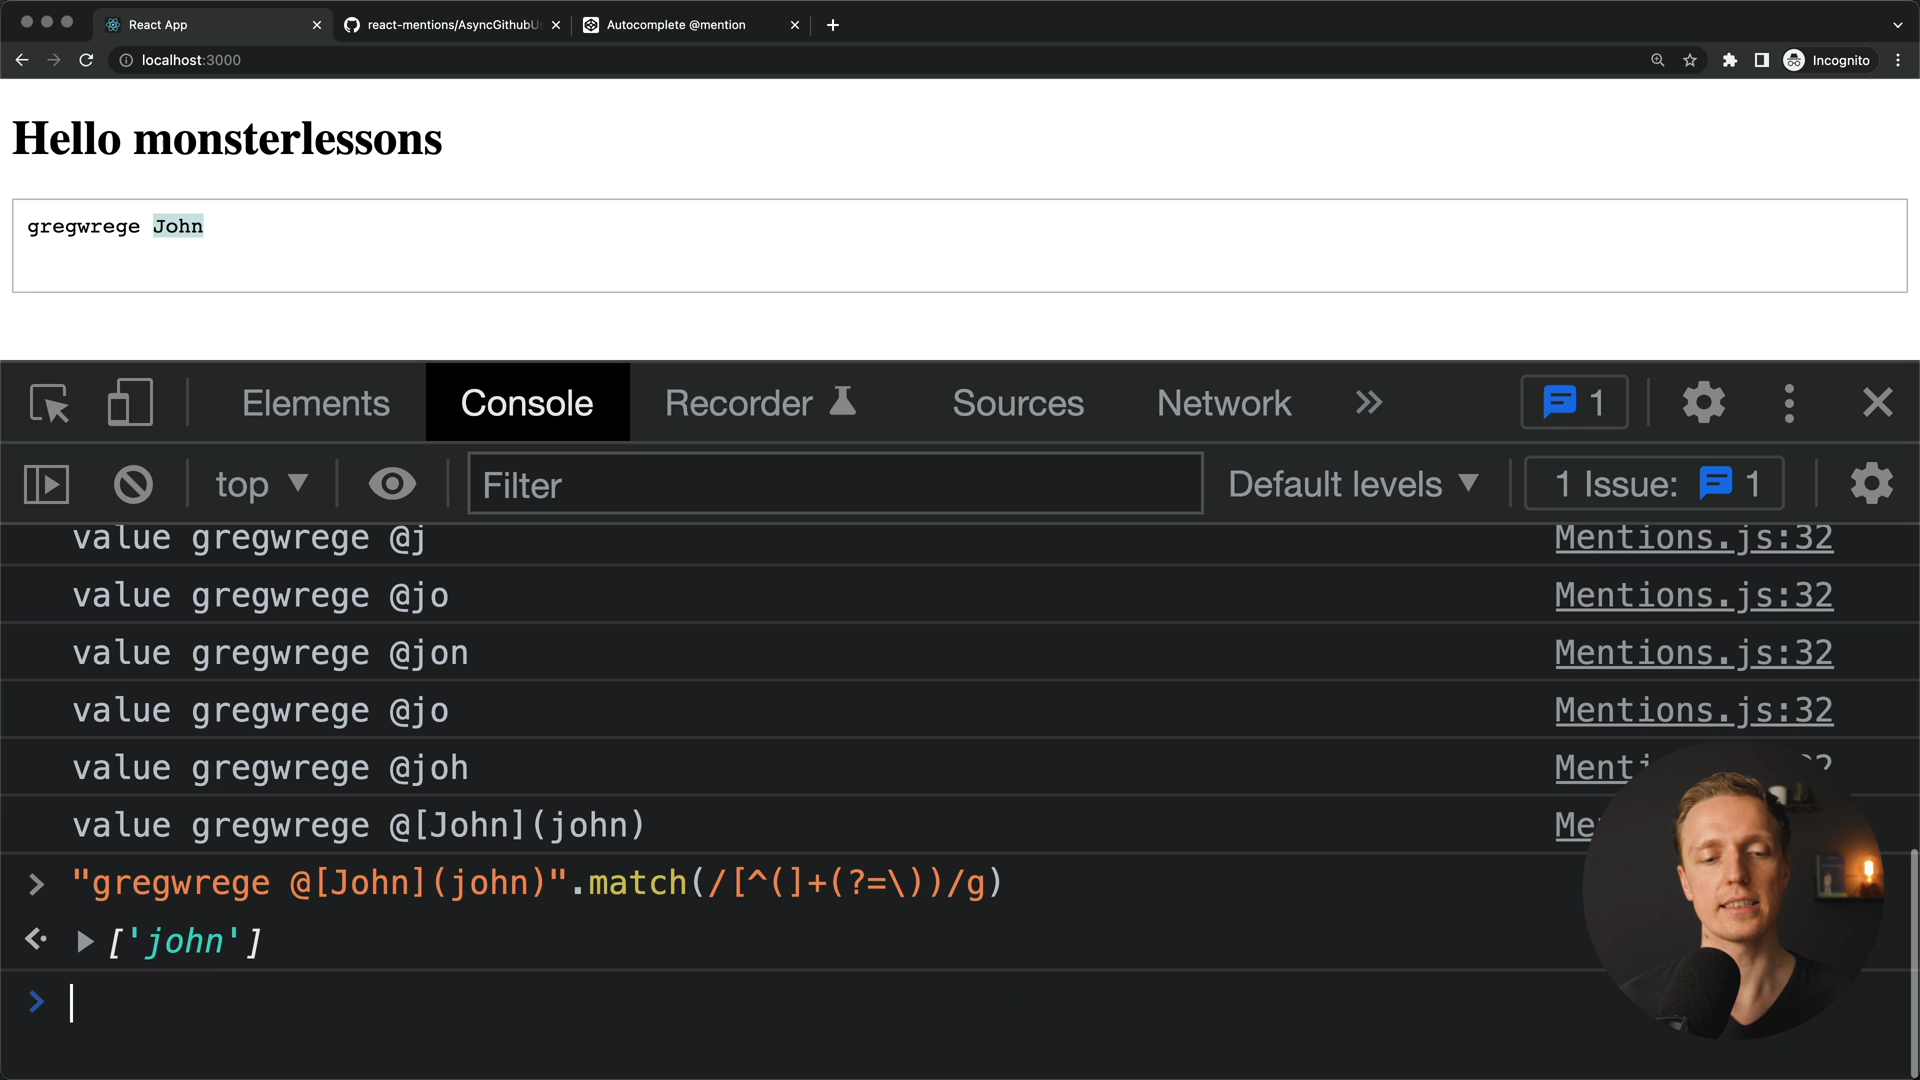 React App
react-mentions/AsyncGithubUs
Autocomplete @mention
localhost:3000
Incognito
Hello monsterlessons
gregwrege John
Elements
Console
Recorder
Sources
Network
1
top
Filter
Default levels
1 Issue:
1
value gregwrege @j
Mentions.js:32
value gregwrege @jo
Mentions.js:32
value gregwrege @jon
Mentions.js:32
value gregwrege @jo
Mentions.js:32
value gregwrege @joh
value gregwrege @[John](john)
> "gregwrege @[John](john)".match(/[^(]+(?=\))/g)
['john']
>